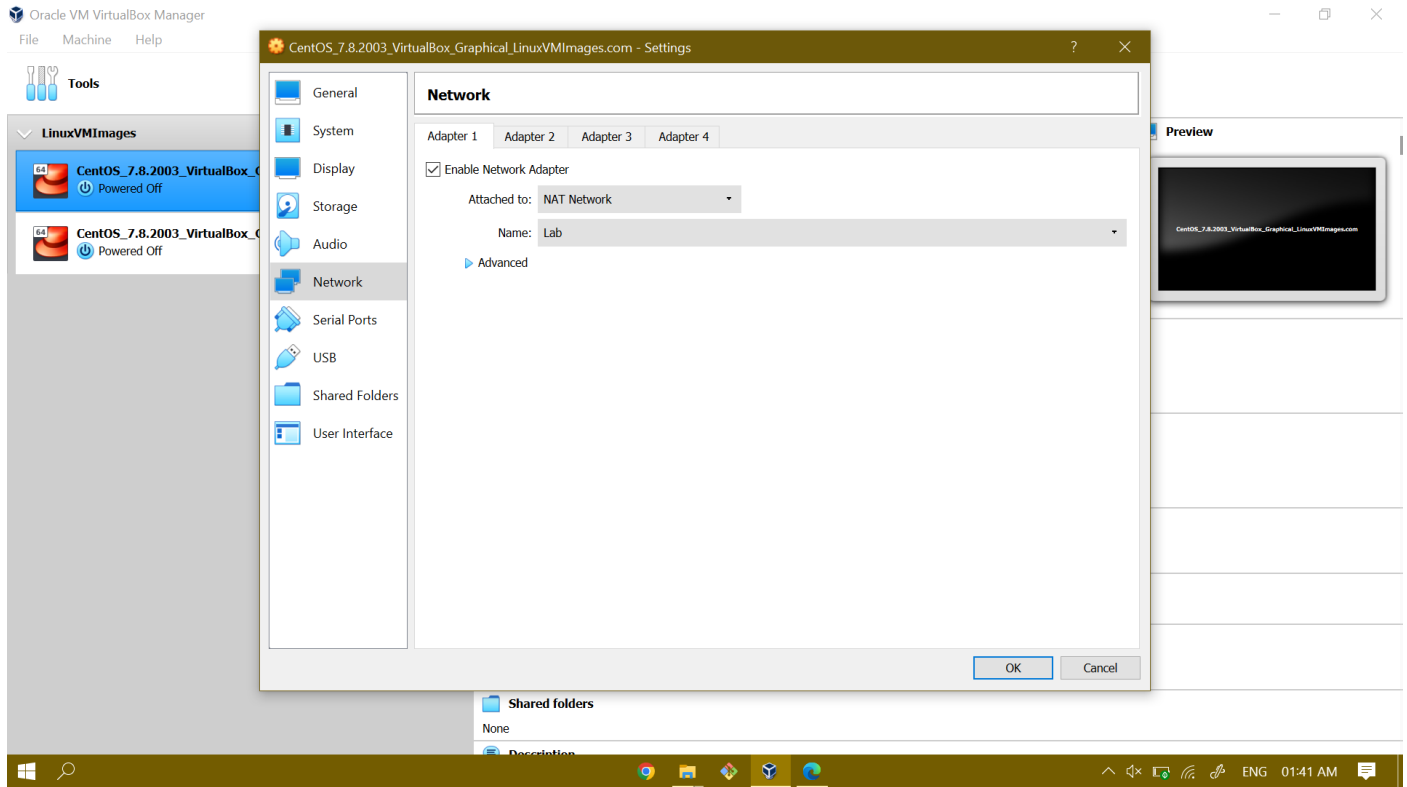 Oracle VM VirtualBox Manager
File Machine Help
Tools
LinuxVMImages
64 CentOS_7.8.2003_VirtualBox_
Powered Off
64 CentOS_7.8.2003_VirtualBox_
Powered Off
CentOS_7.8.2003_VirtualBox_Graphical_LinuxVMImages.com - Settings
?
General
System
Display
Storage
Audio
Network
Serial Ports
USB
Shared Folders
User Interface
Network
Adapter 1 Adapter 2 Adapter 3 Adapter 4
Enable Network Adapter
Attached to: NAT Network
Name: Lab
Advanced
OK Cancel
Preview
CentOS_7.8.2003_VirtualBox_Graphical_LinuxVMImages.com
Shared folders
None
Description
ENG 01:41 AM